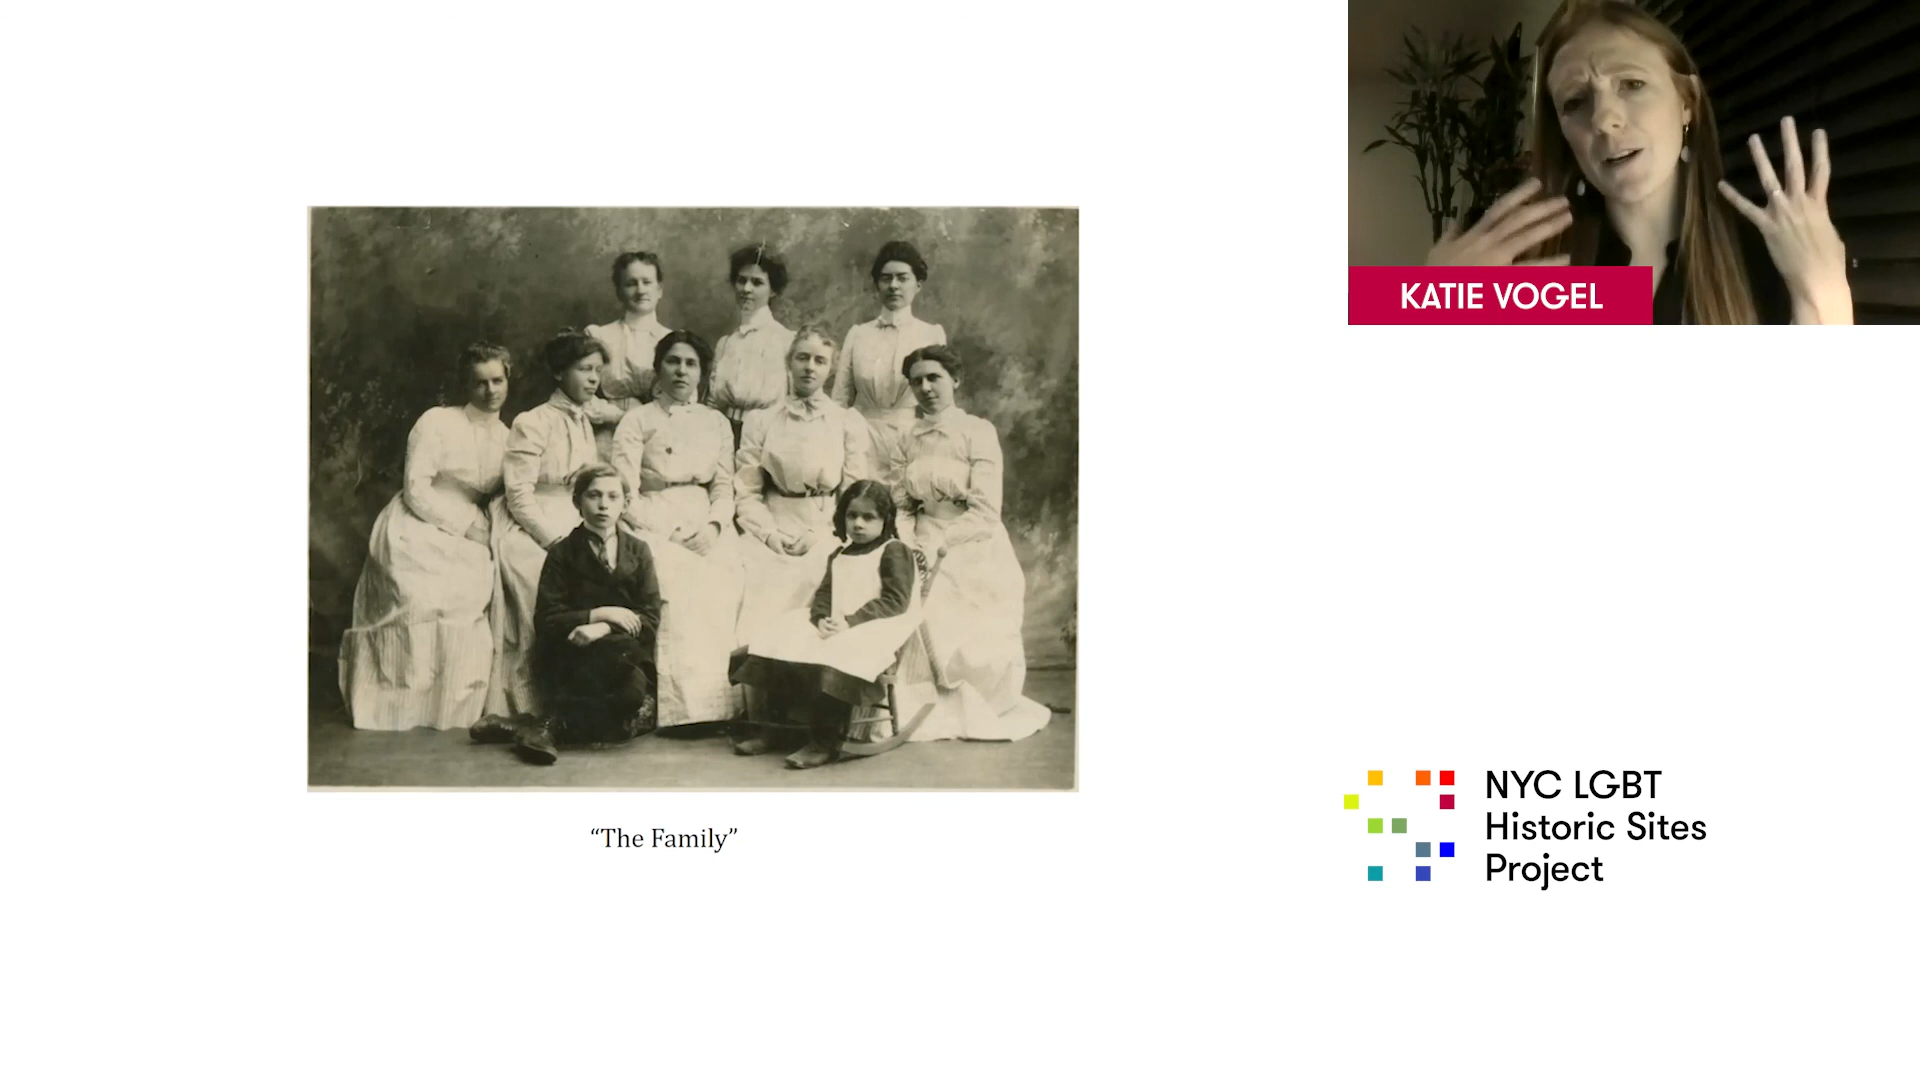 KATIE VOGEL
“The Family”
NYC LGBT
Historic Sites
Project